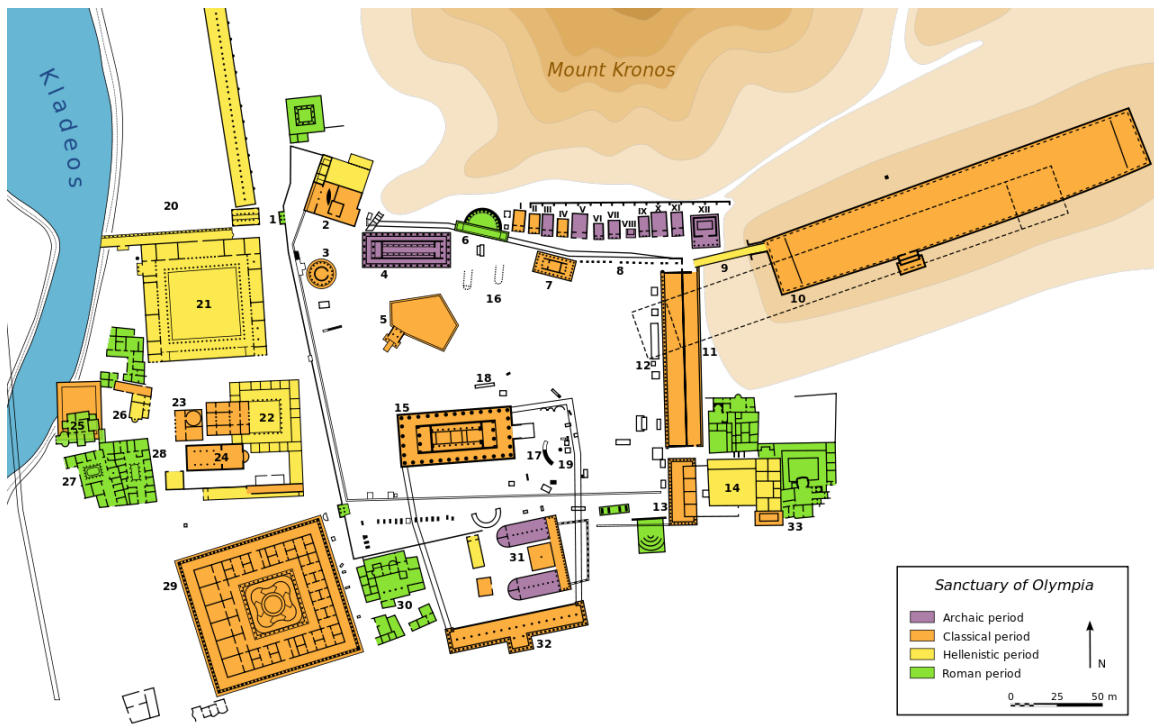 Kladeos
Mount Kronos
20
1
2
3
4
5
6
7
8
9
10
11
12
13
14
15
16
17
18
19
21
22
23
24
25
26
27
28
29
30
31
32
33
I
II
III
IV
V
VI
VII
VIII
IX
X
XI
XII
Sanctuary of Olympia
Archaic period
Classical period
Hellenistic period
Roman period
N
0 25 50 m